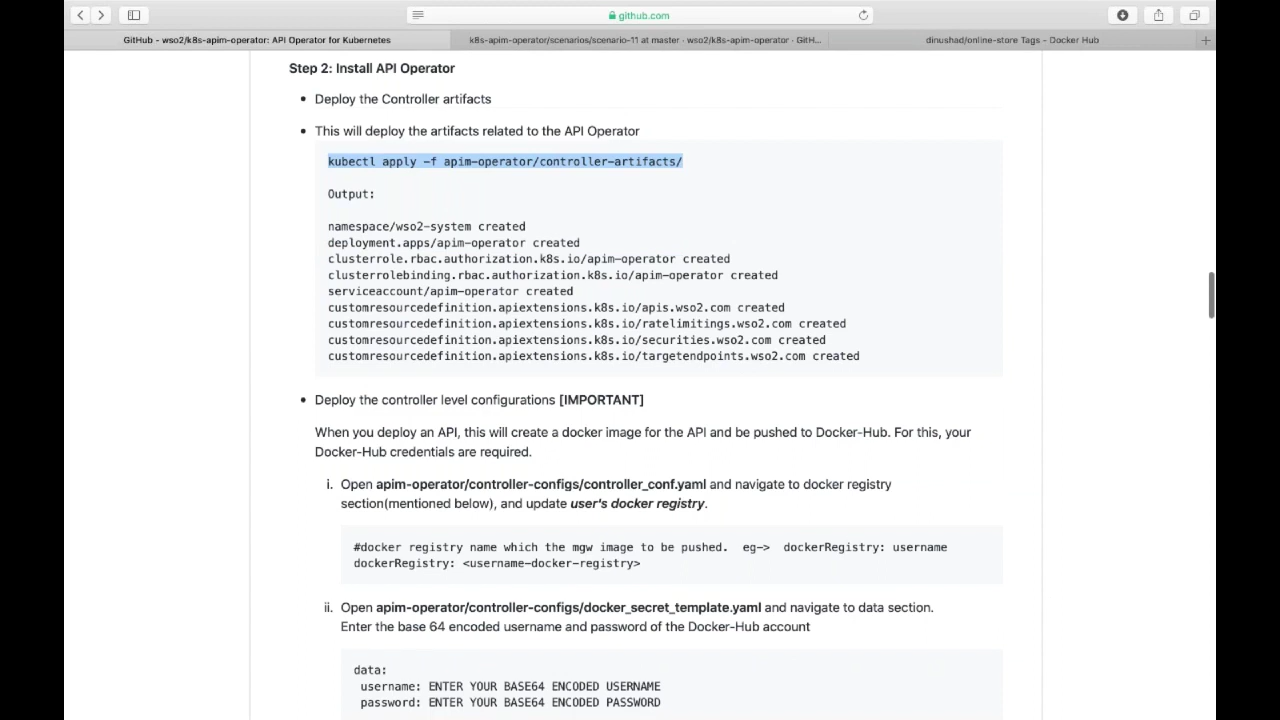 github.com
GitHub - wso2/k8s-apim-operator: API Operator for Kubernetes
k8s-apim-operator/scenarios/scenario-11 at master · wso2/k8s-apim-operator · GitH...
dinushad/online-store Tags - Docker Hub
Step 2: Install API Operator
• Deploy the Controller artifacts
• This will deploy the artifacts related to the API Operator
kubectl apply -f apim-operator/controller-artifacts/
Output:
namespace/wso2-system created
deployment.apps/apim-operator created
clusterrole.rbac.authorization.k8s.io/apim-operator created
clusterrolebinding.rbac.authorization.k8s.io/apim-operator created
serviceaccount/apim-operator created
customresourcedefinition.apiextensions.k8s.io/apis.wso2.com created
customresourcedefinition.apiextensions.k8s.io/ratelimitings.wso2.com created
customresourcedefinition.apiextensions.k8s.io/securities.wso2.com created
customresourcedefinition.apiextensions.k8s.io/targetendpoints.wso2.com created
• Deploy the controller level configurations [IMPORTANT]
When you deploy an API, this will create a docker image for the API and be pushed to Docker-Hub. For this, your
Docker-Hub credentials are required.
i. Open apim-operator/controller-configs/controller_conf.yaml and navigate to docker registry
section(mentioned below), and update user's docker registry.
#docker registry name which the mgw image to be pushed.  eg->  dockerRegistry: username
dockerRegistry: <username-docker-registry>
ii. Open apim-operator/controller-configs/docker_secret_template.yaml and navigate to data section.
Enter the base 64 encoded username and password of the Docker-Hub account
data:
username: ENTER YOUR BASE64 ENCODED USERNAME
password: ENTER YOUR BASE64 ENCODED PASSWORD